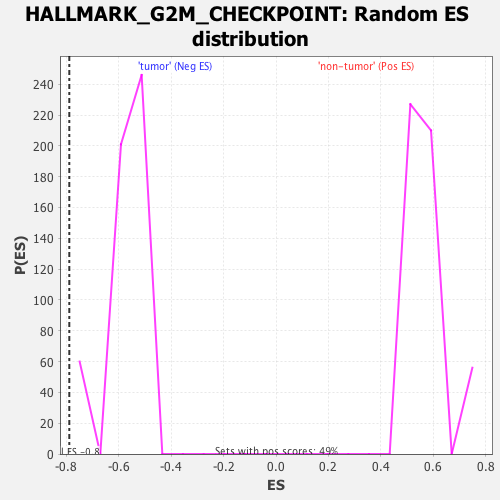 HALLMARK_G2M_CHECKPOINT: Random ES
distribution
'tumor' (Neg ES)
'non-tumor' (Pos ES)
240
220
200
180
160
140
120
100
80
60
40
20
0
P(ES)
ES -0.8
Sets with pos scores: 49%
-0.8 -0.6 -0.4 -0.2 0.0 0.2 0.4 0.6 0.8
ES